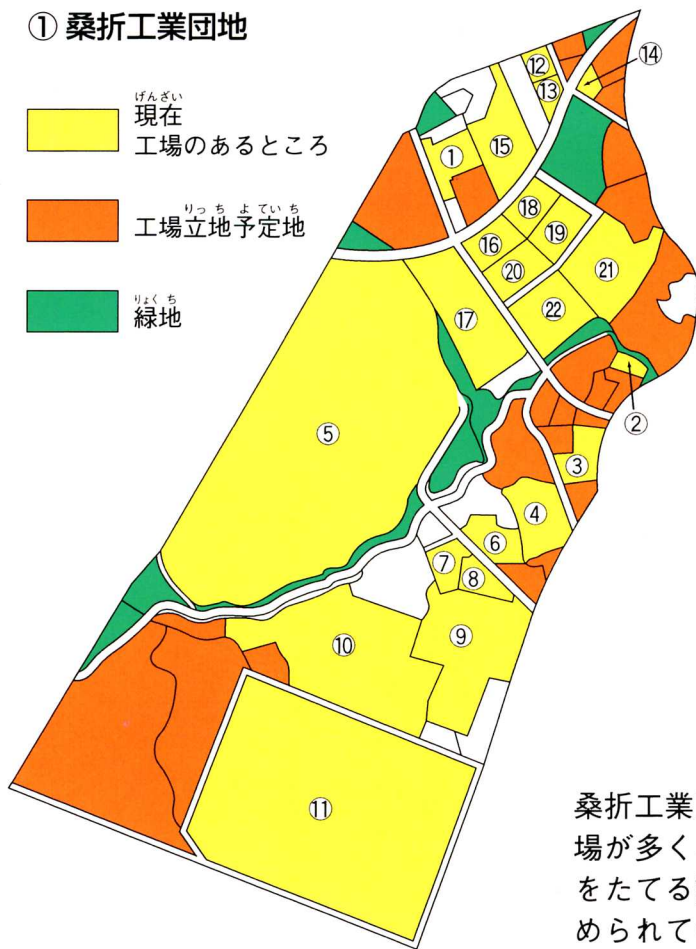 ① 桑折工業団地
げんざい
現在
工場のあるところ
りっち よていち
工場立地予定地
りょくち
緑地
⑫
⑬
⑭
①
⑮
⑱
⑯
⑲
⑳
㉑
⑰
㉒
②
⑤
③
④
⑥
⑦
⑧
⑨
⑩
⑪
桑折工業
場が多く
をたてる
められて